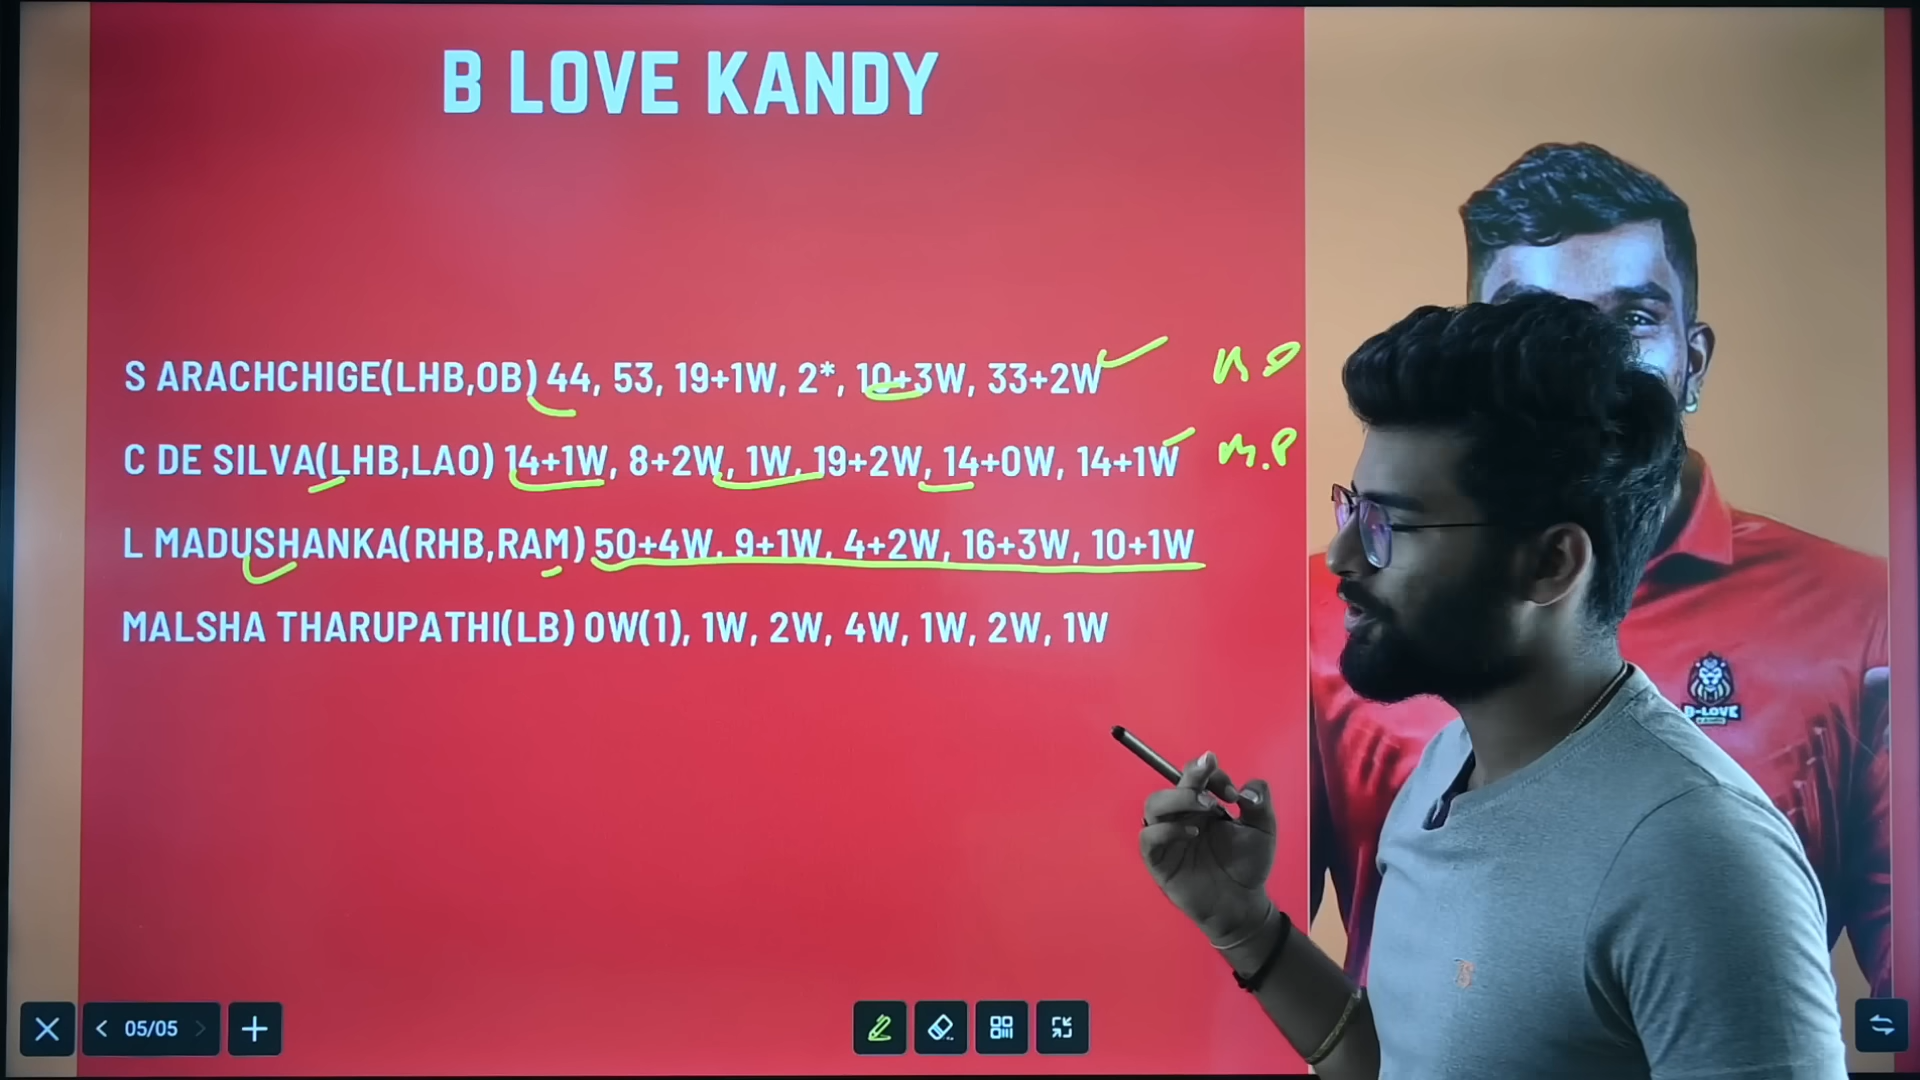 B LOVE KANDY
S ARACHCHIGE(LHB,OB) 44, 53, 19+1W, 2*, 10+3W, 33+2W
C DE SILVA(LHB,LAO) 14+1W, 8+2W, 1W, 19+2W, 14+0W, 14+1W M.P
L MADUSHANKA(RHB,RAM) 50+4W, 9+1W, 4+2W, 16+3W, 10+1W
MALSHA THARUPATHI(LB) 0W(1), 1W, 2W, 4W, 1W, 2W, 1W
B-LOVE
05/05